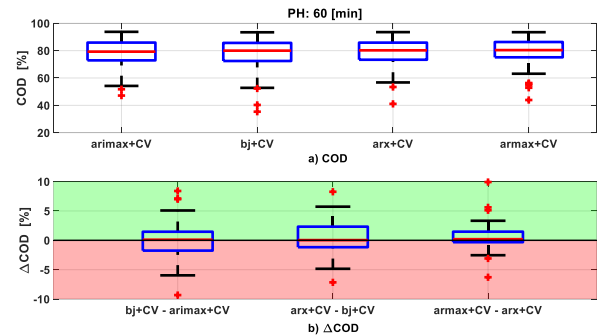 PH: 60 [min]
100
80
60
40
20
COD [%]
arimax+CV
bj+CV
arx+CV
armax+CV
a) COD
10
5
0
-5
-10
ΔCOD [%]
bj+CV - arimax+CV
arx+CV - bj+CV
armax+CV - arx+CV
b) ΔCOD